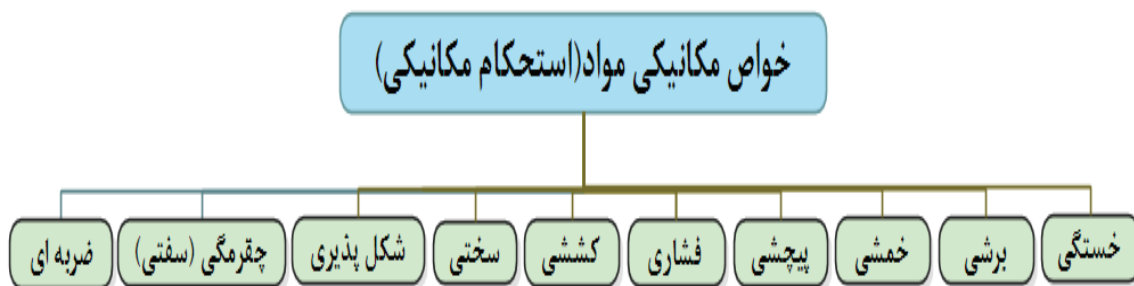 خواص مکانیکی مواد(استحکام مکانیکی)
خستگی
برشی
خمشی
پیچشی
فشاری
کششی
سختی
شکل پذیری
چقرمگی (سفتی)
ضربه ای